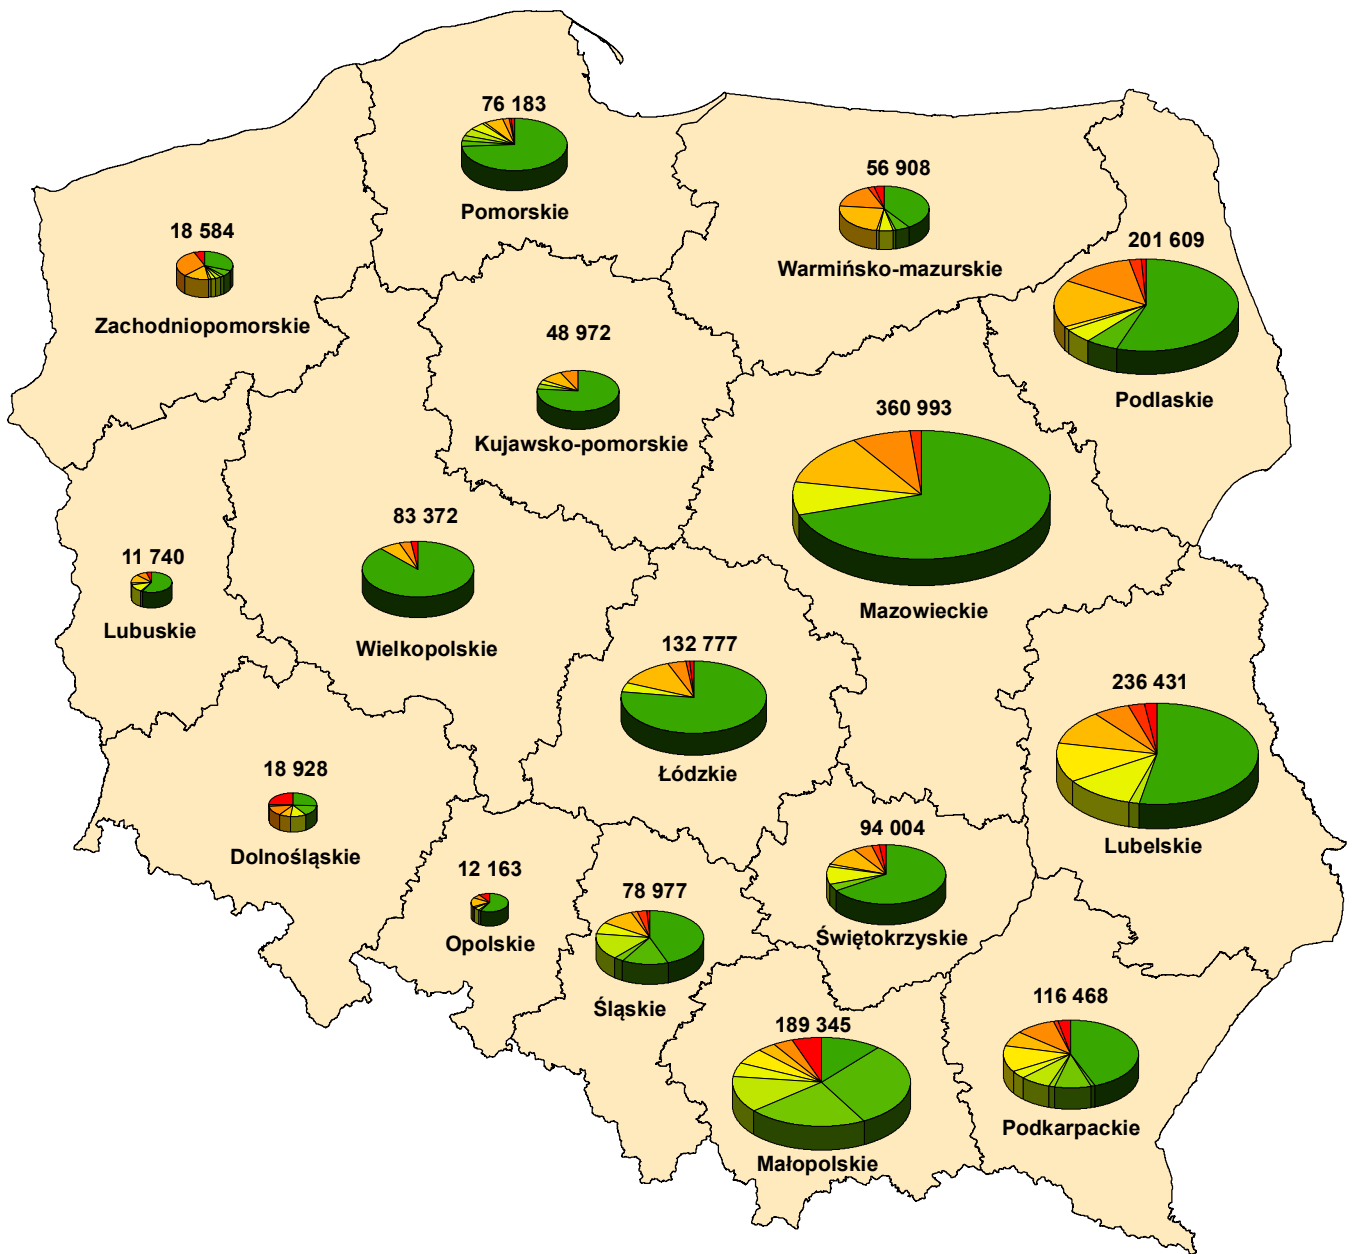 76 183
Pomorskie
56 908
Warmińsko-mazurskie
18 584
Zachodniopomorskie
201 609
Podlaskie
48 972
Kujawsko-pomorskie
360 993
Mazowieckie
83 372
Wielkopolskie
11 740
Lubuskie
132 777
Łódzkie
236 431
Lubelskie
18 928
Dolnośląskie
94 004
Świętokrzyskie
12 163
Opolskie
78 977
Śląskie
189 345
Małopolskie
116 468
Podkarpackie